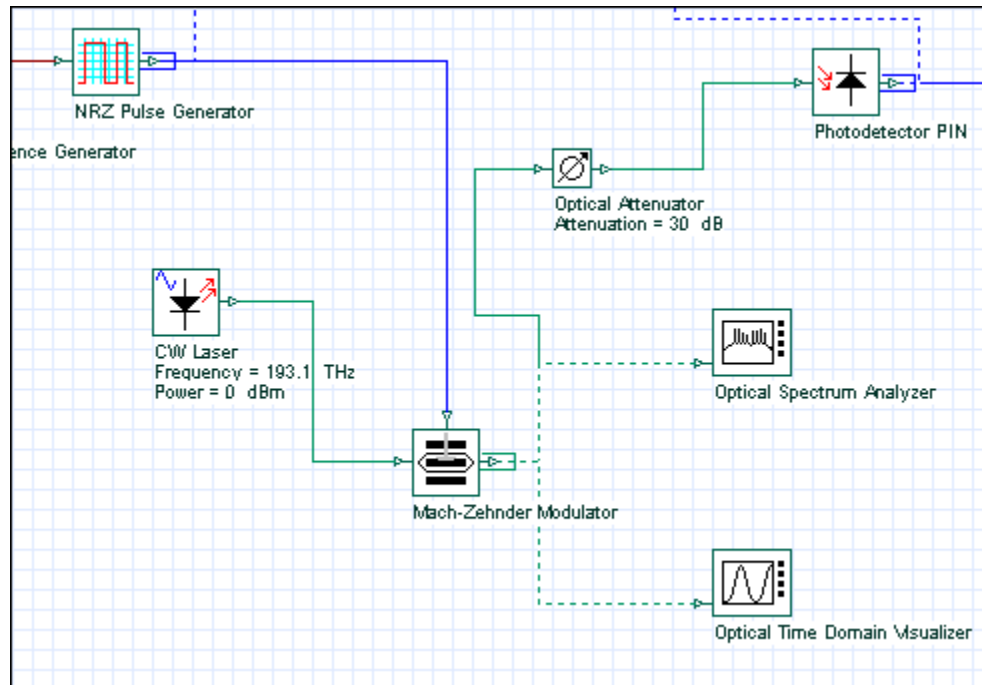 NRZ Pulse Generator
ence Generator
Photodetector PIN
Optical Attenuator
Attenuation = 30 dB
CW Laser
Frequency = 193.1 THz
Power = 0 dBm
Optical Spectrum Analyzer
Mach-Zehnder Modulator
Optical Time Domain Visualizer